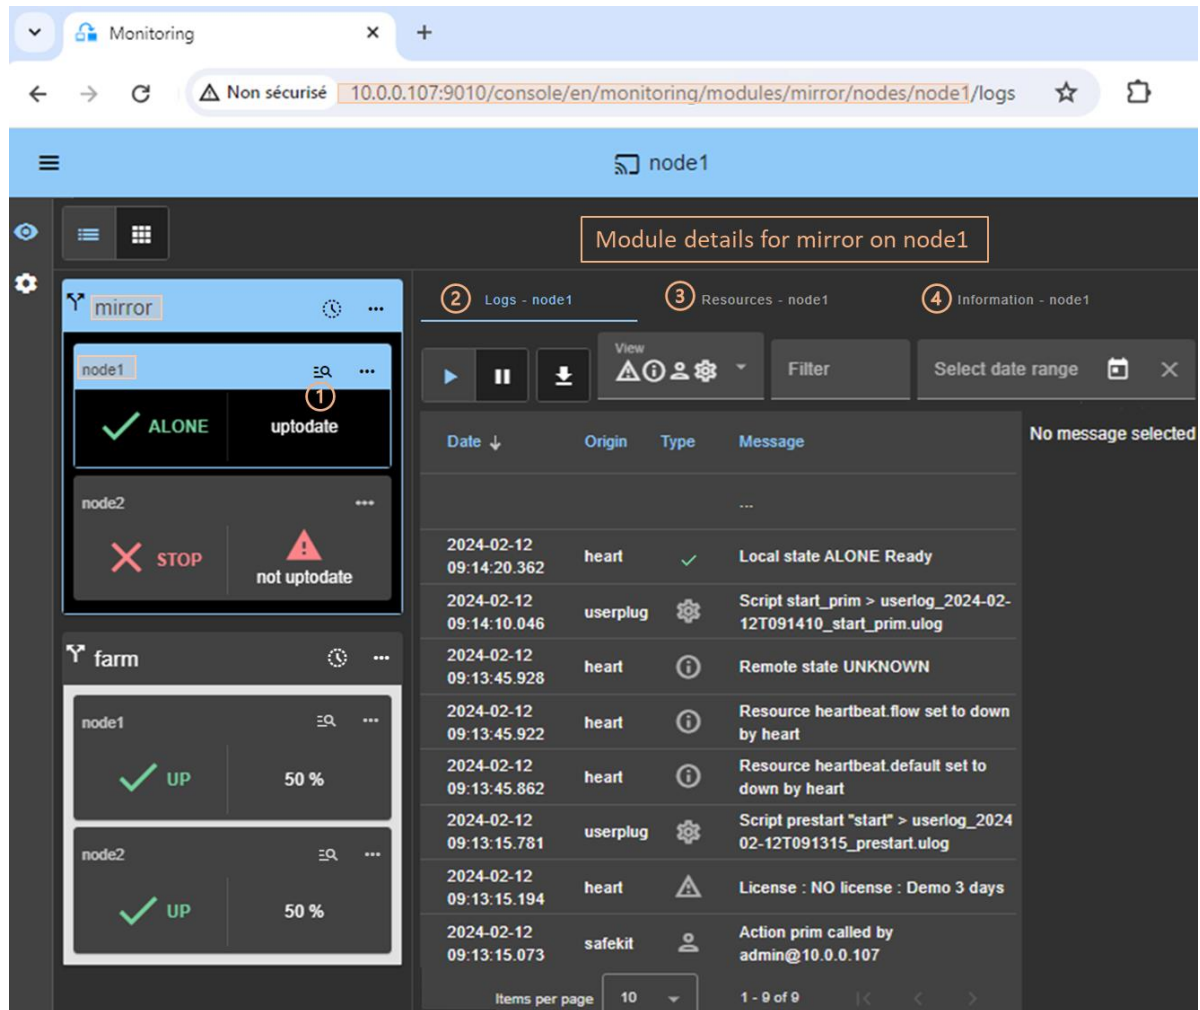 Monitoring
Non sécurisé 10.0.0.107:9010/console/en/monitoring/modules/mirror/nodes/node1/logs
node1
Module details for mirror on node1
mirror
node1
1
ALONE uptodate
node2
STOP not uptodate
farm
node1
UP 50 %
node2
UP 50 %
2 Logs - node1 3 Resources - node1 4 Information - node1
View
Filter
Select date range
Date Origin Type Message
No message selected
...
2024-02-12
09:14:20.362 heart Local state ALONE Ready
2024-02-12
09:14:10.046 userplug Script start_prim > userlog_2024-02-
12T091410_start_prim.ulog
2024-02-12
09:13:45.928 heart Remote state UNKNOWN
2024-02-12
09:13:45.922 heart Resource heartbeat.flow set to down
by heart
2024-02-12
09:13:45.862 heart Resource heartbeat.default set to
down by heart
2024-02-12
09:13:15.781 userplug Script prestart "start" > userlog_2024
02-12T091315_prestart.ulog
2024-02-12
09:13:15.194 heart License : NO license : Demo 3 days
2024-02-12
09:13:15.073 safekit Action prim called by
admin@10.0.0.107
Items per page 10 1 - 9 of 9